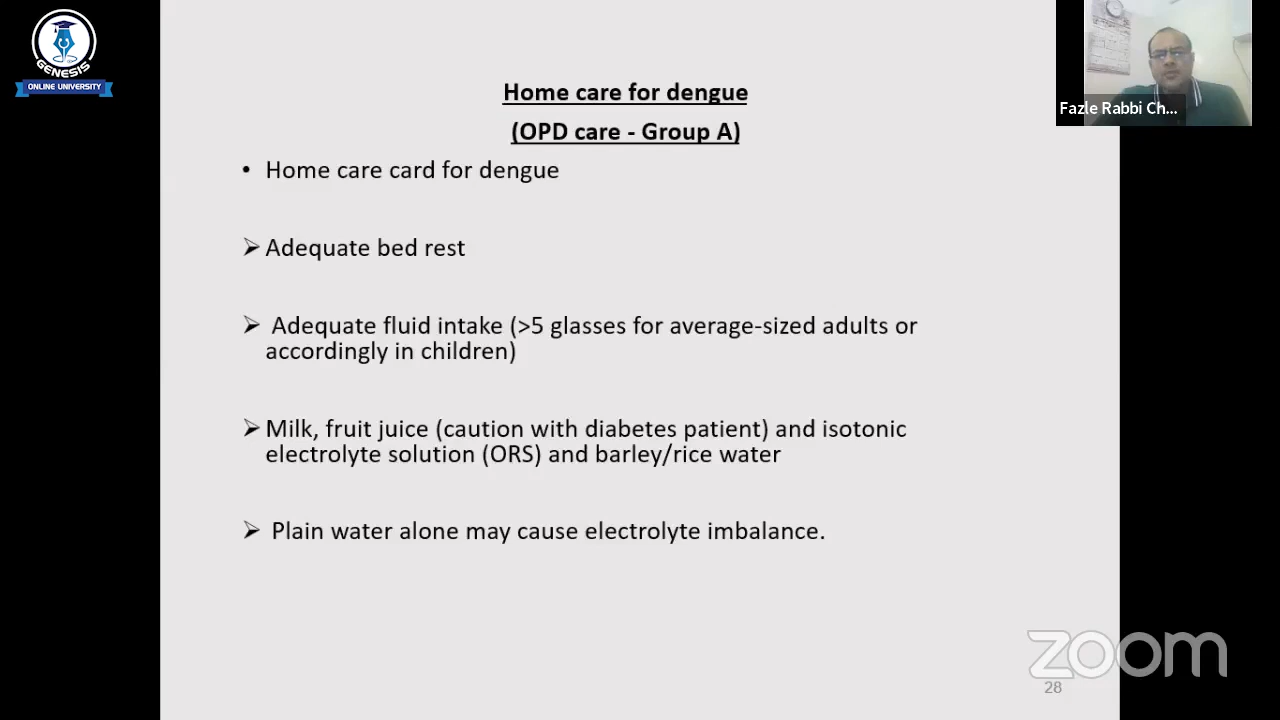 GENESIS
ONLINE UNIVERSITY
Fazle Rabbi Ch...
Home care for dengue
(OPD care - Group A)
• Home care card for dengue
➢ Adequate bed rest
➢ Adequate fluid intake (>5 glasses for average-sized adults or
accordingly in children)
➢ Milk, fruit juice (caution with diabetes patient) and isotonic
electrolyte solution (ORS) and barley/rice water
➢ Plain water alone may cause electrolyte imbalance.
zoom
28